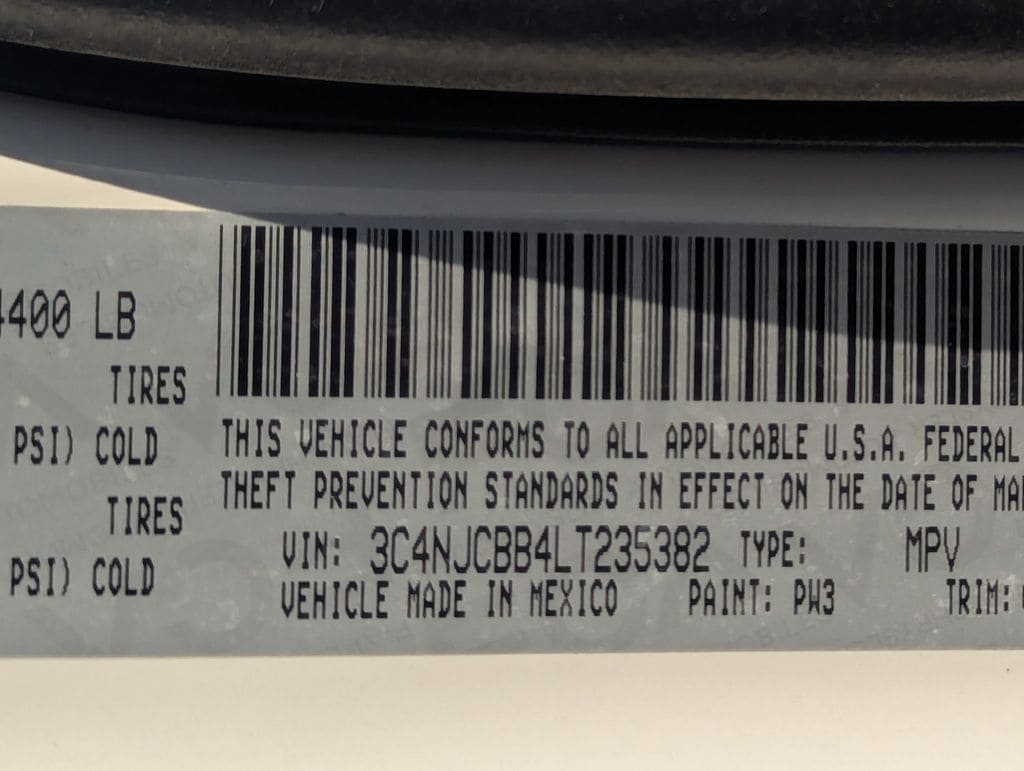 4400 LB
TIRES
PSI) COLD
TIRES
PSI) COLD
THIS VEHICLE CONFORMS TO ALL APPLICABLE U.S.A. FEDERAL
THEFT PREVENTION STANDARDS IN EFFECT ON THE DATE OF
VIN: 3C4NJCBB4LT235382 TYPE: MPV
VEHICLE MADE IN MEXICO PAINT: PW3 TRIM: